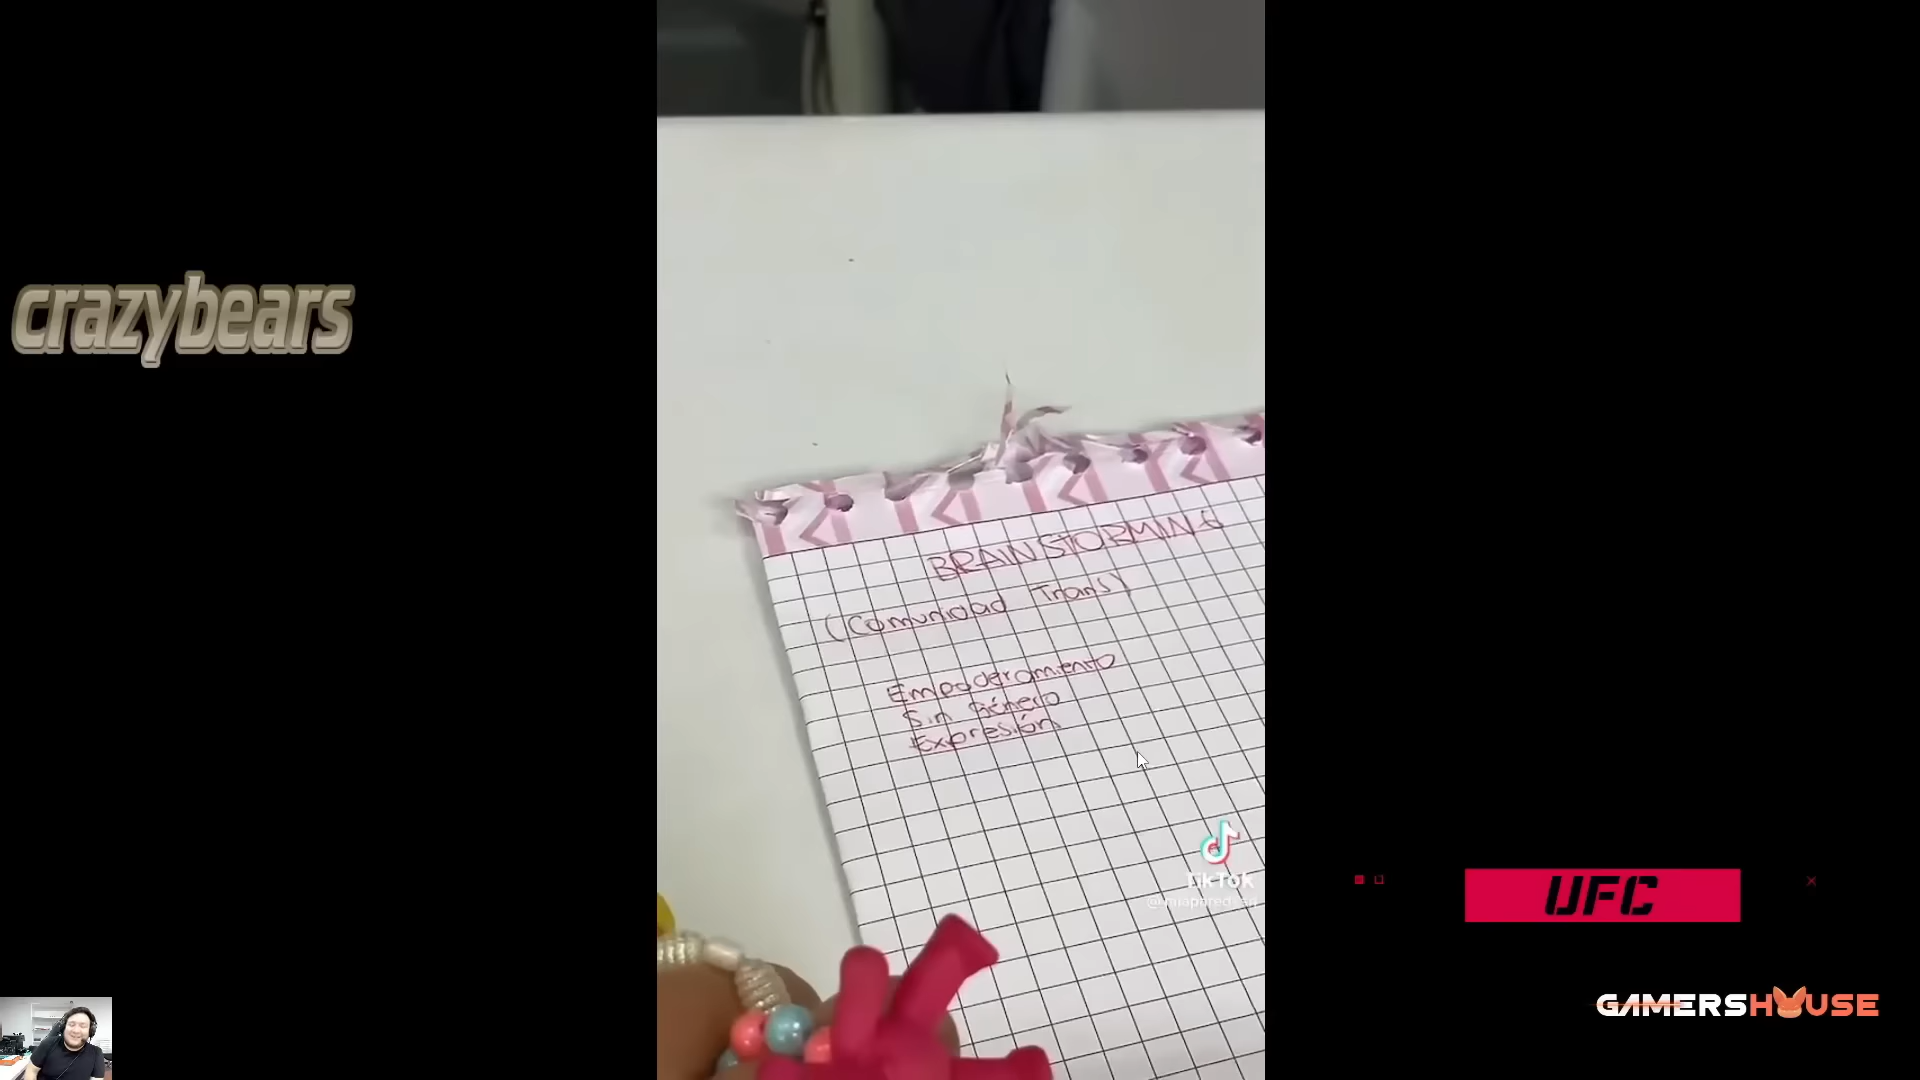 crazybears
BRAINSTORMING
(Comunidad Trans)
Empoderamiento
Sin Género
Expresión
TikTok
UFC
GAMERSHOUSE